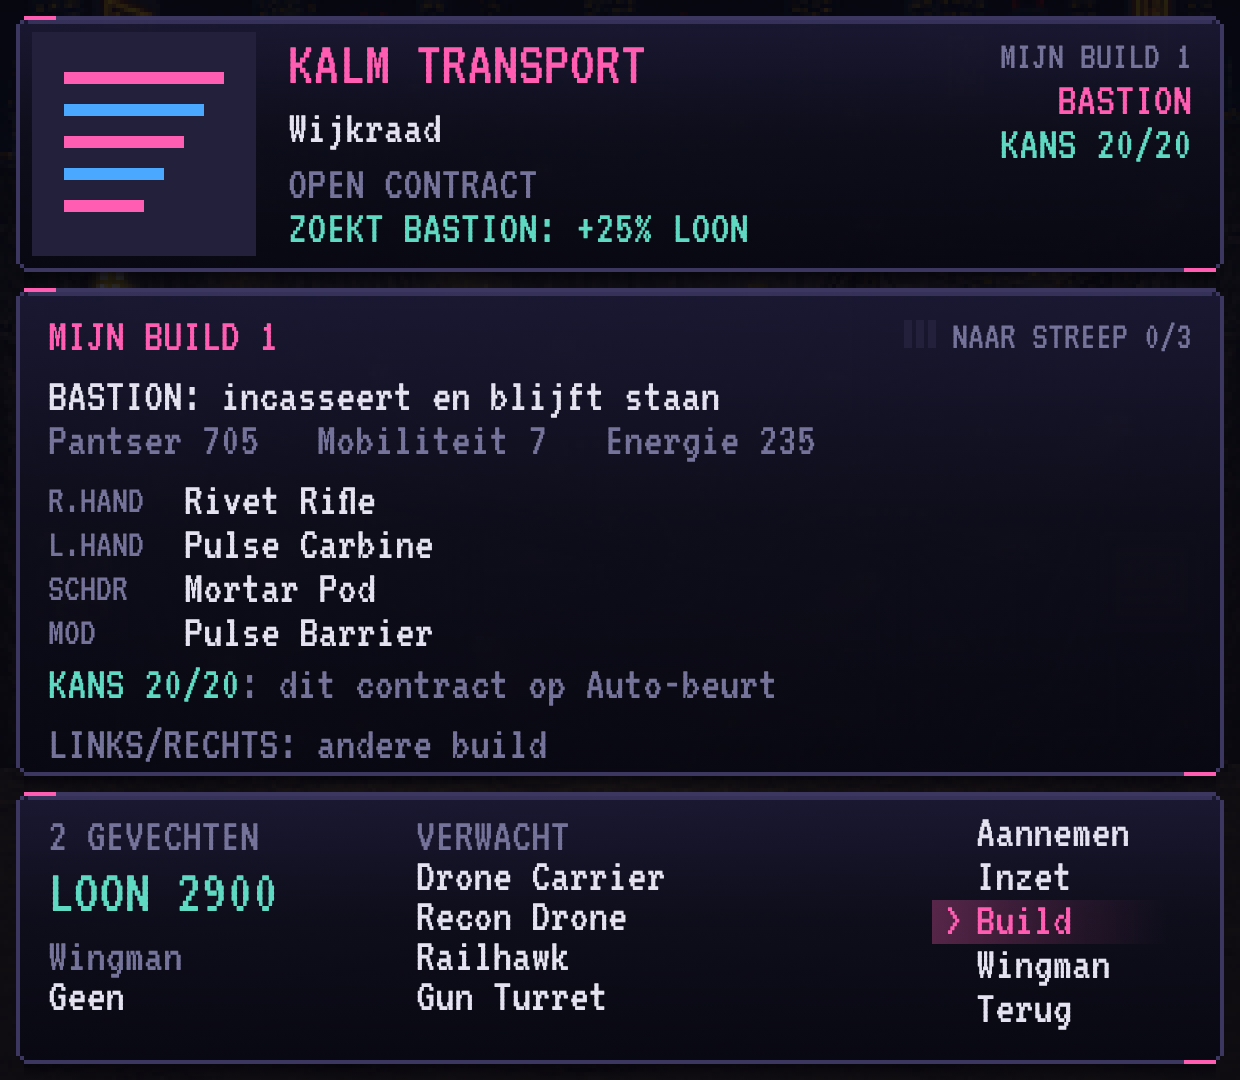 KALM TRANSPORT
Wijkraad
OPEN CONTRACT
ZOEKT BASTION: +25% LOON
MIJN BUILD 1
BASTION
KANS 20/20
MIJN BUILD 1
NAAR STREEP 0/3
BASTION: incasseert en blijft staan
Pantser 705 Mobiliteit 7 Energie 235
R.HAND Rivet Rifle
L.HAND Pulse Carbine
SCHDR Mortar Pod
MOD Pulse Barrier
KANS 20/20: dit contract op Auto-beurt
LINKS/RECHTS: andere build
2 GEVECHTEN
LOON 2900
Wingman
Geen
VERWACHT
Drone Carrier
Recon Drone
Railhawk
Gun Turret
Aannemen
Inzet
> Build
Wingman
Terug